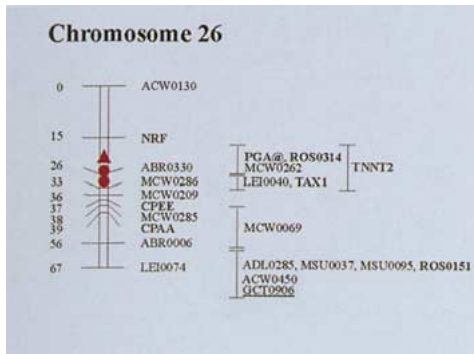 Chromosome 26
0 ACW0130
15 NRF
26 ABR0330
33 MCW0286
36 MCW0209
37 CPEE
38 MCW0285
39 CPAA
56 ABR0006
67 LEI0074
PGA@, ROS0314
MCW0262
LEI0040, TAX1
TNNT2
MCW0069
ADL0285, MSU0037, MSU0095, ROS0151
ACW0450
GCT0906